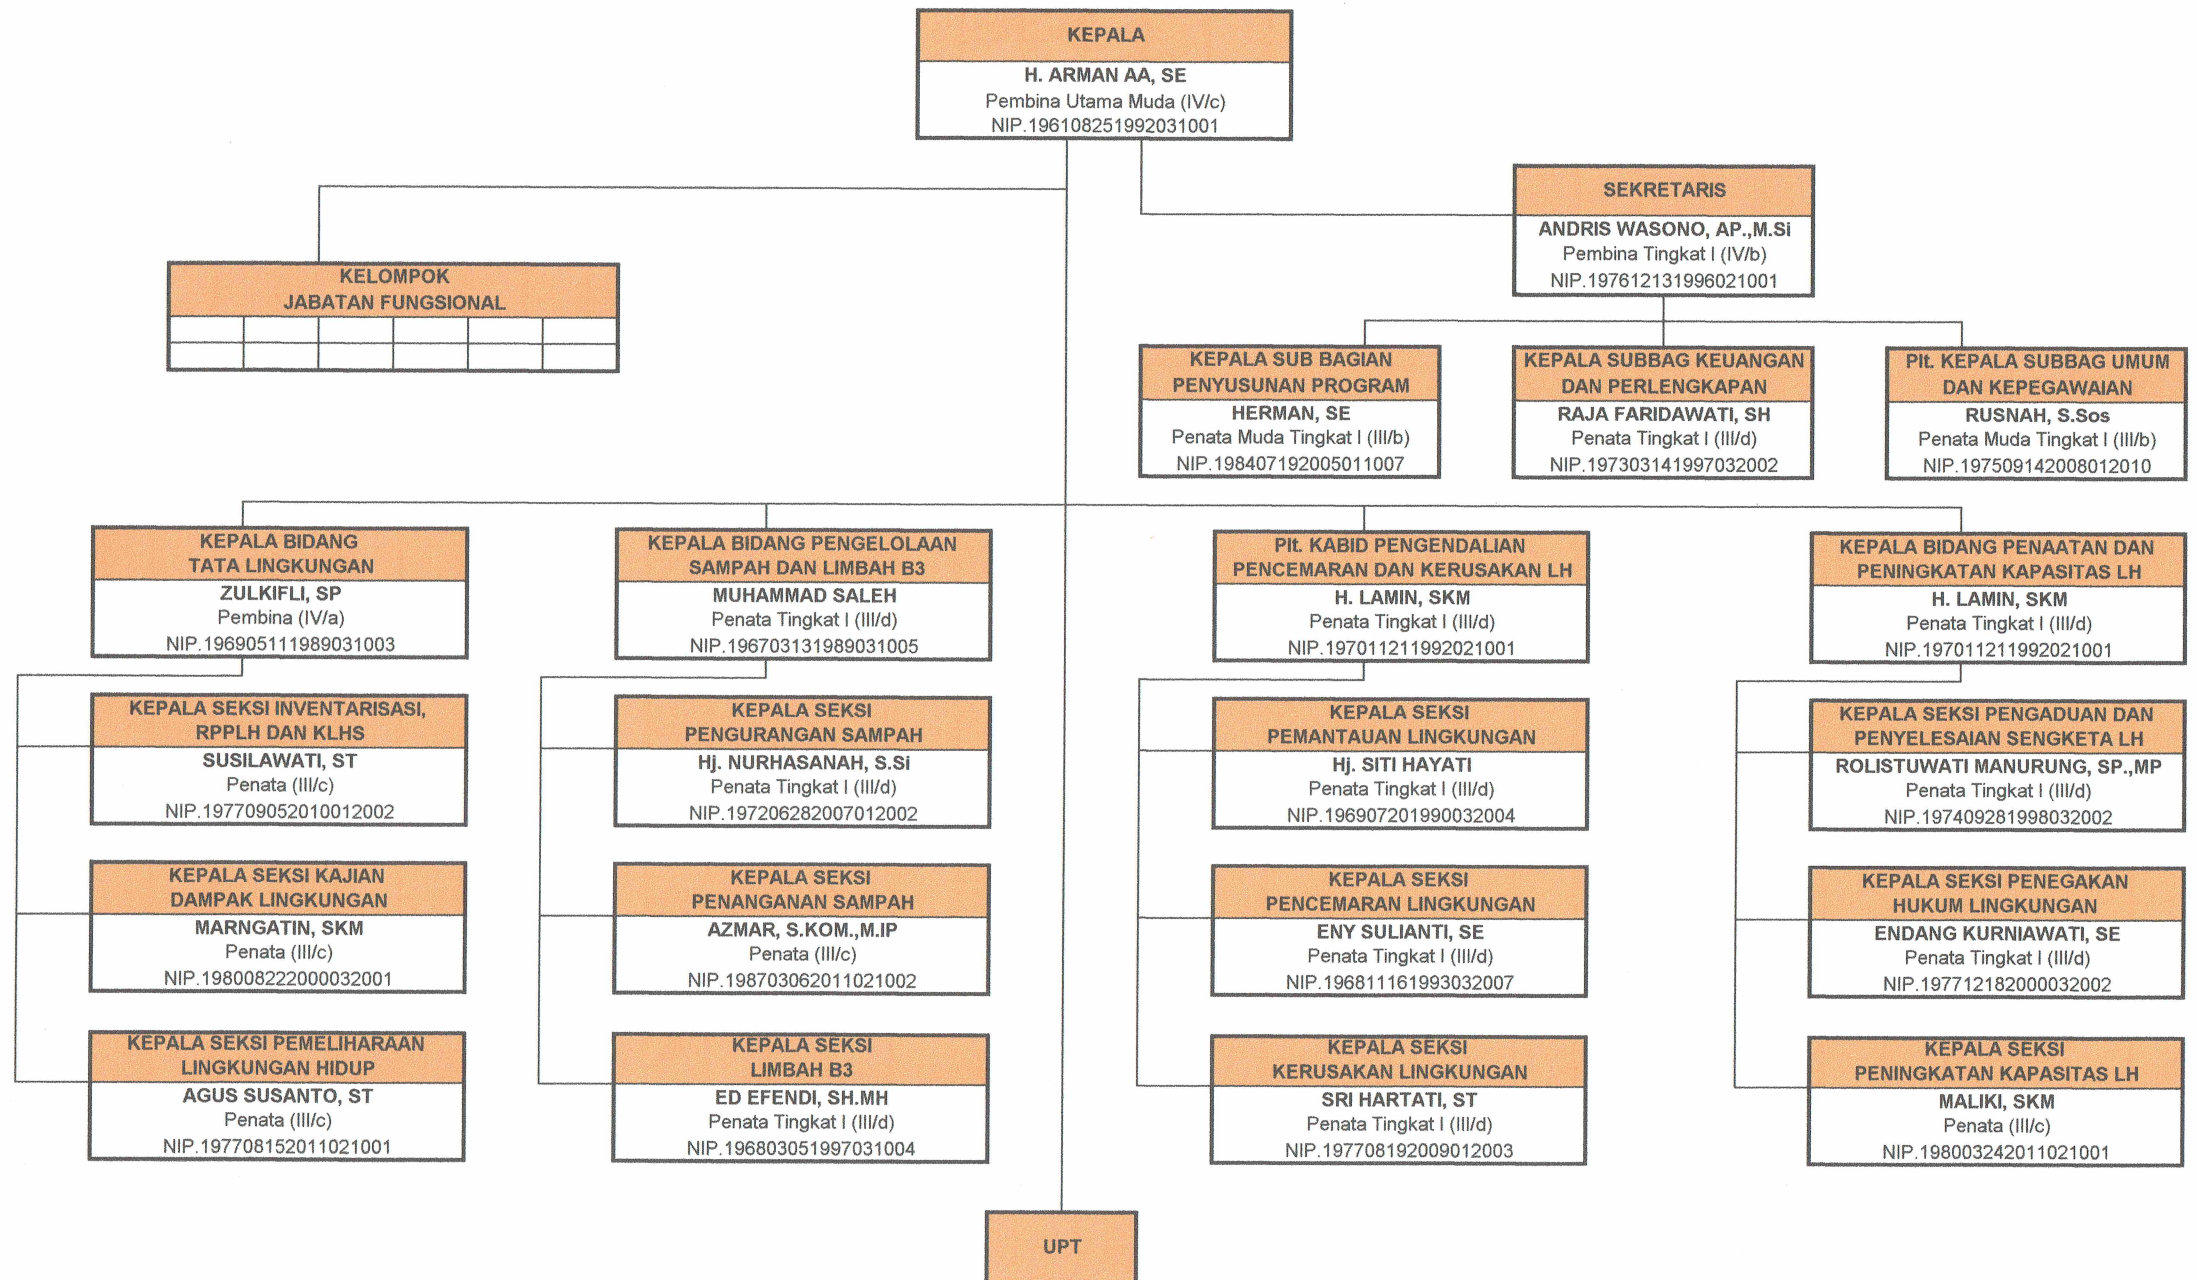 KEPALA
H. ARMAN AA, SE
Pembina Utama Muda (IV/c)
NIP.196108251992031001
SEKRETARIS
ANDRIS WASONO, AP.,M.Si
Pembina Tingkat I (IV/b)
NIP.197612131996021001
KELOMPOK
JABATAN FUNGSIONAL
KEPALA SUB BAGIAN
PENYUSUNAN PROGRAM
HERMAN, SE
Penata Muda Tingkat I (III/b)
NIP.198407192005011007
KEPALA SUBBAG KEUANGAN
DAN PERLENGKAPAN
RAJA FARIDAWATI, SH
Penata Tingkat I (III/d)
NIP.197303141997032002
Plt. KEPALA SUBBAG UMUM
DAN KEPEGAWAIAN
RUSNAH, S.Sos
Penata Muda Tingkat I (III/b)
NIP.197509142008012010
KEPALA BIDANG
TATA LINGKUNGAN
ZULKIFLI, SP
Pembina (IV/a)
NIP.196905111989031003
KEPALA SEKSI INVENTARISASI,
RPPLH DAN KLHS
SUSILAWATI, ST
Penata (III/c)
NIP.197709052010012002
KEPALA SEKSI KAJIAN
DAMPAK LINGKUNGAN
MARNGATIN, SKM
Penata (III/c)
NIP.198008222000032001
KEPALA SEKSI PEMELIHARAAN
LINGKUNGAN HIDUP
AGUS SUSANTO, ST
Penata (III/c)
NIP.197708152011021001
KEPALA BIDANG PENGELOLAAN
SAMPAH DAN LIMBAH B3
MUHAMMAD SALEH
Penata Tingkat I (III/d)
NIP.196703131989031005
KEPALA SEKSI
PENGURANGAN SAMPAH
Hj. NURHASANAH, S.Si
Penata Tingkat I (III/d)
NIP.197206282007012002
KEPALA SEKSI
PENANGANAN SAMPAH
AZMAR, S.KOM.,M.IP
Penata (III/c)
NIP.198703062011021002
KEPALA SEKSI
LIMBAH B3
ED EFENDI, SH.MH
Penata Tingkat I (III/d)
NIP.196803051997031004
Plt. KABID PENGENDALIAN
PENCEMARAN DAN KERUSAKAN LH
H. LAMIN, SKM
Penata Tingkat I (III/d)
NIP.197011211992021001
KEPALA SEKSI
PEMANTAUAN LINGKUNGAN
Hj. SITI HAYATI
Penata Tingkat I (III/d)
NIP.196907201990032004
KEPALA SEKSI
PENCEMARAN LINGKUNGAN
ENY SULIANTI, SE
Penata Tingkat I (III/d)
NIP.196811161993032007
KEPALA SEKSI
KERUSAKAN LINGKUNGAN
SRI HARTATI, ST
Penata Tingkat I (III/d)
NIP.197708192009012003
KEPALA BIDANG PENAATAN DAN
PENINGKATAN KAPASITAS LH
H. LAMIN, SKM
Penata Tingkat I (III/d)
NIP.197011211992021001
KEPALA SEKSI PENGADUAN DAN
PENYELESAIAN SENGKETA LH
ROLISTUWATI MANURUNG, SP.,MP
Penata Tingkat I (III/d)
NIP.197409281998032002
KEPALA SEKSI PENEGAKAN
HUKUM LINGKUNGAN
ENDANG KURNIAWATI, SE
Penata Tingkat I (III/d)
NIP.197712182000032002
KEPALA SEKSI
PENINGKATAN KAPASITAS LH
MALIKI, SKM
Penata (III/c)
NIP.198003242011021001
UPT